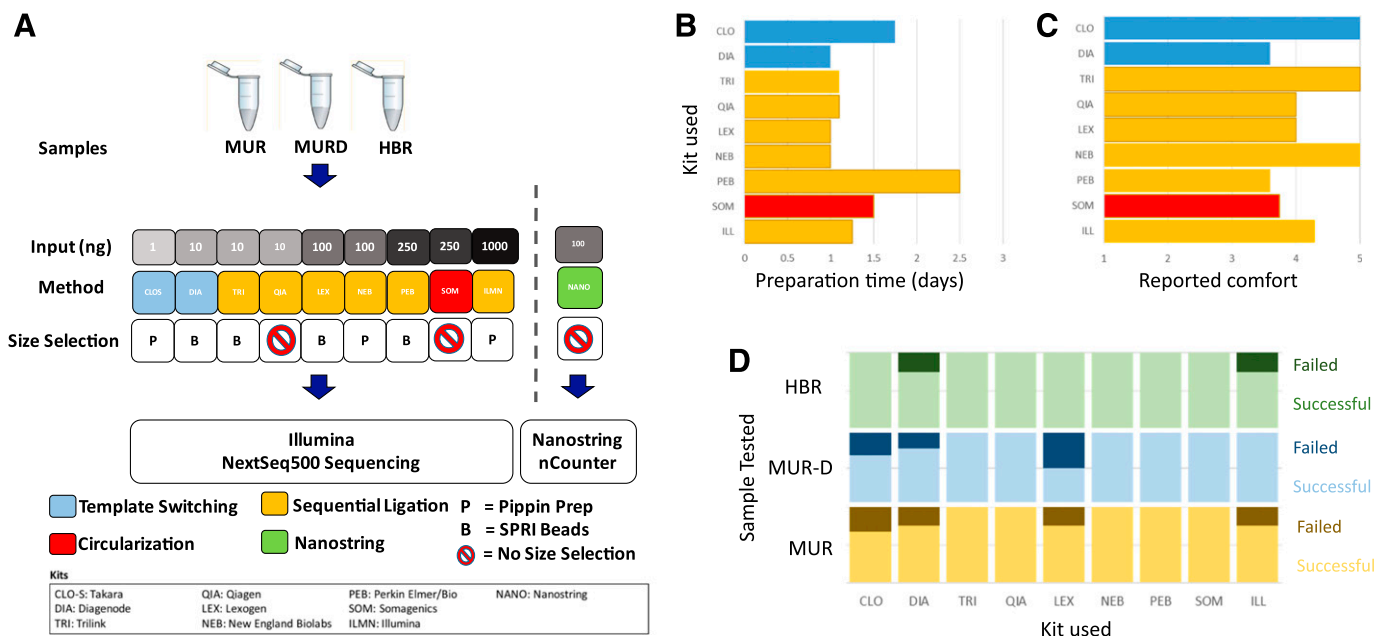 A
MUR MURD HBR
Samples
Input (ng) 1 10 10 10 100 100 250 250 1000 100
Method CLOS DIA TRI QIA LEX NEB PEB SOM ILMN NANO
Size Selection P B B B P B P
Illumina
NextSeq500 Sequencing
Nanostring
nCounter
Template Switching
Sequential Ligation
P = Pippin Prep
B = SPRI Beads
Circularization
Nanostring
= No Size Selection
Kits
CLO-S: Takara QIA: Qiagen PEB: Perkin Elmer/Bio NANO: Nanostring
DIA: Diagenode LEX: Lexogen SOM: Somagenics
TRI: Trilink NEB: New England Biolabs ILMN: Illumina
B
Kit used
CLO
DIA
TRI
QIA
LEX
NEB
PEB
SOM
ILL
0 0.5 1 1.5 2 2.5 3
Preparation time (days)
C
CLO
DIA
TRI
QIA
LEX
NEB
PEB
SOM
ILL
1 2 3 4 5
Reported comfort
D
Sample Tested
HBR
Failed
Successful
MUR-D
Failed
Successful
MUR
Failed
Successful
CLO DIA TRI QIA LEX NEB PEB SOM ILL
Kit used